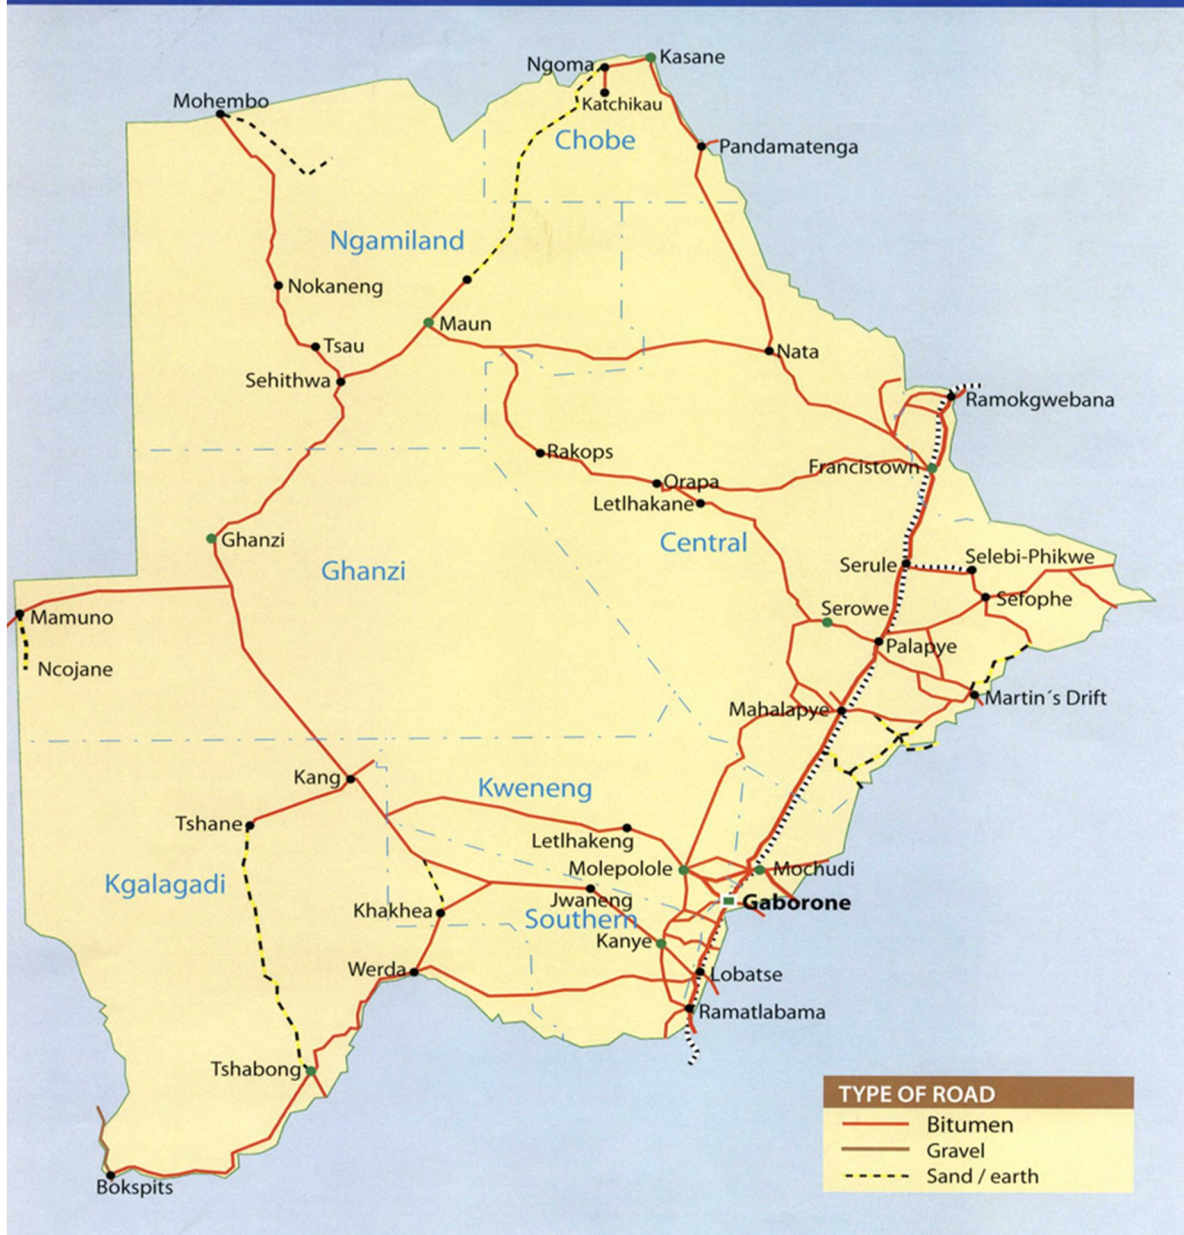 Ngoma
Kasane
Katchikau
Mohembo
Chobe
Pandamatenga
Ngamiland
Nokaneng
Maun
Tsau
Nata
Sehithwa
Ramokgwebana
Rakops
Francistown
Orapa
Letlhakane
Ghanzi
Central
Ghanzi
Serule
Selebi-Phikwe
Sefophe
Serowe
Mamuno
Palapye
Ncojane
Martin´s Drift
Mahalapye
Kang
Kweneng
Tshane
Letlhakeng
Molepolole
Mochudi
Kgalagadi
Jwaneng
Gaborone
Khakhea
Southern
Kanye
Werda
Lobatse
Ramatlabama
Tshabong
TYPE OF ROAD
Bitumen
Gravel
Sand / earth
Bokspits